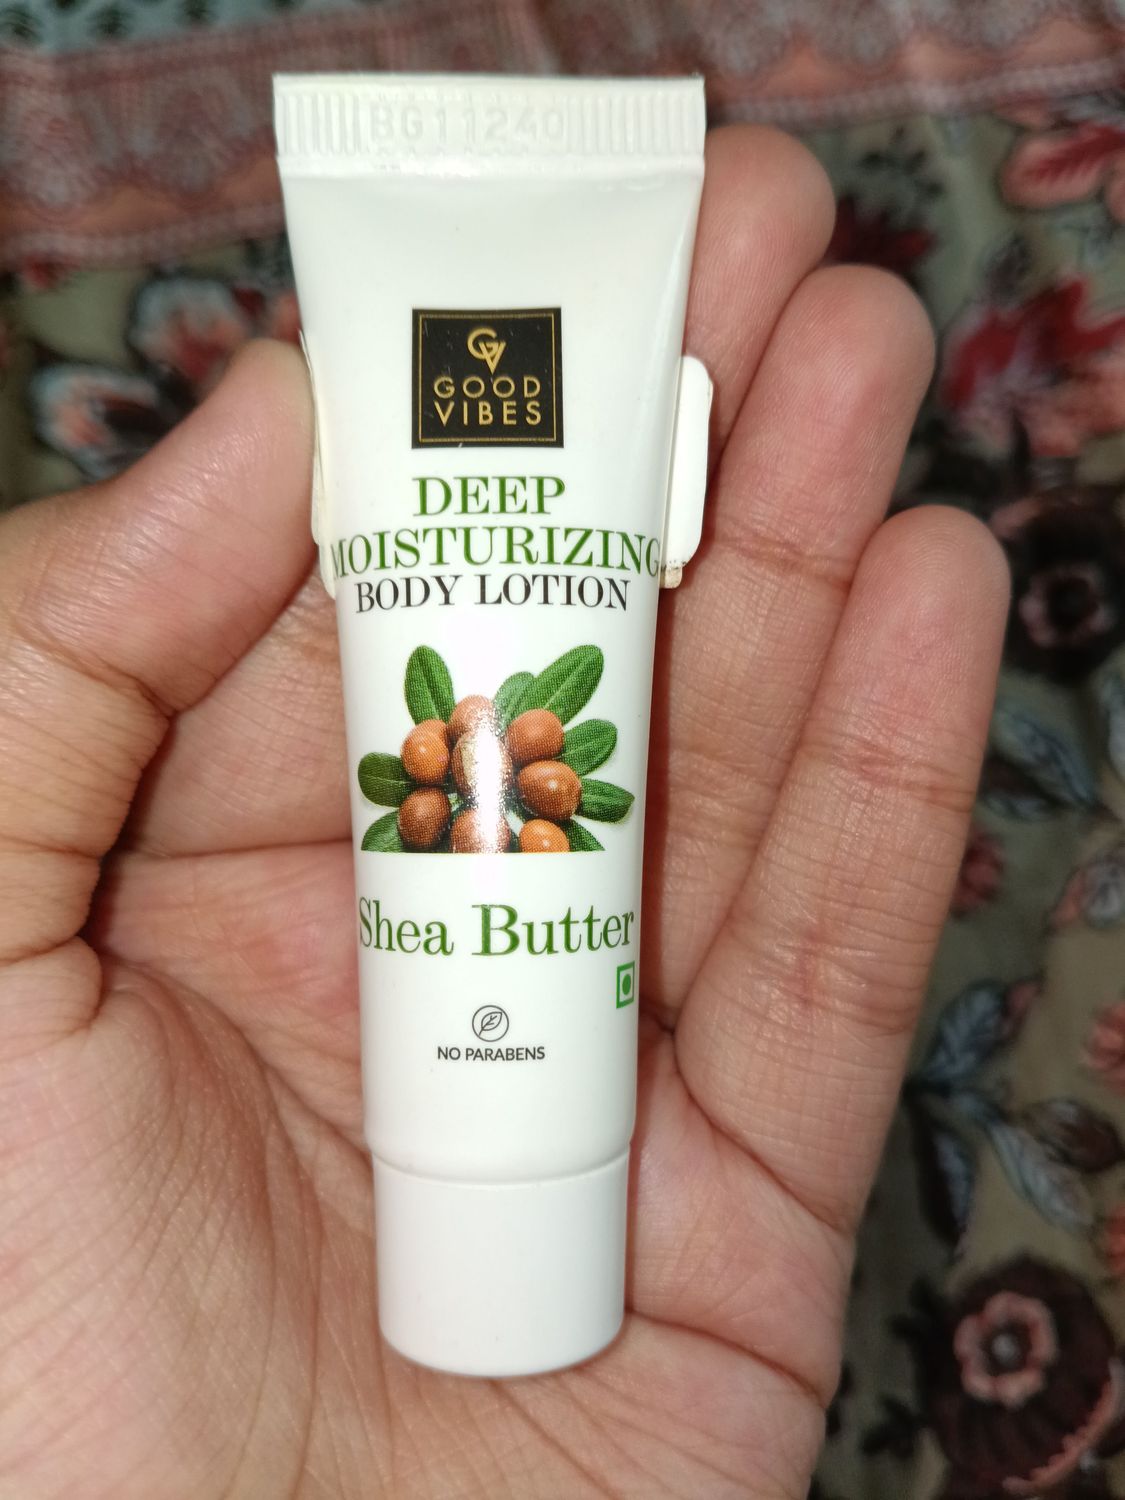 BG11240
GV
GOOD
VIBES
DEEP
MOISTURIZING
BODY LOTION
Shea Butter
NO PARABENS